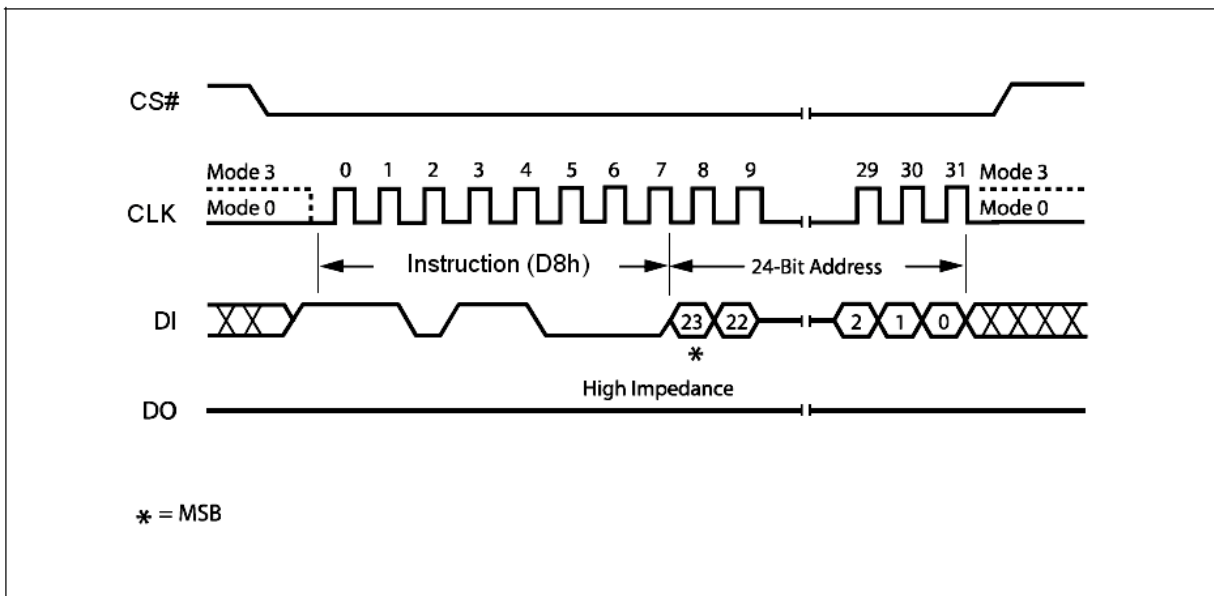 CS#
Mode 3 0 1 2 3 4 5 6 7 8 9 29 30 31 Mode 3
CLK Mode 0 Mode 0
Instruction (D8h) 24-Bit Address
DI 23 22 2 1 0
*
High Impedance
DO
* = MSB